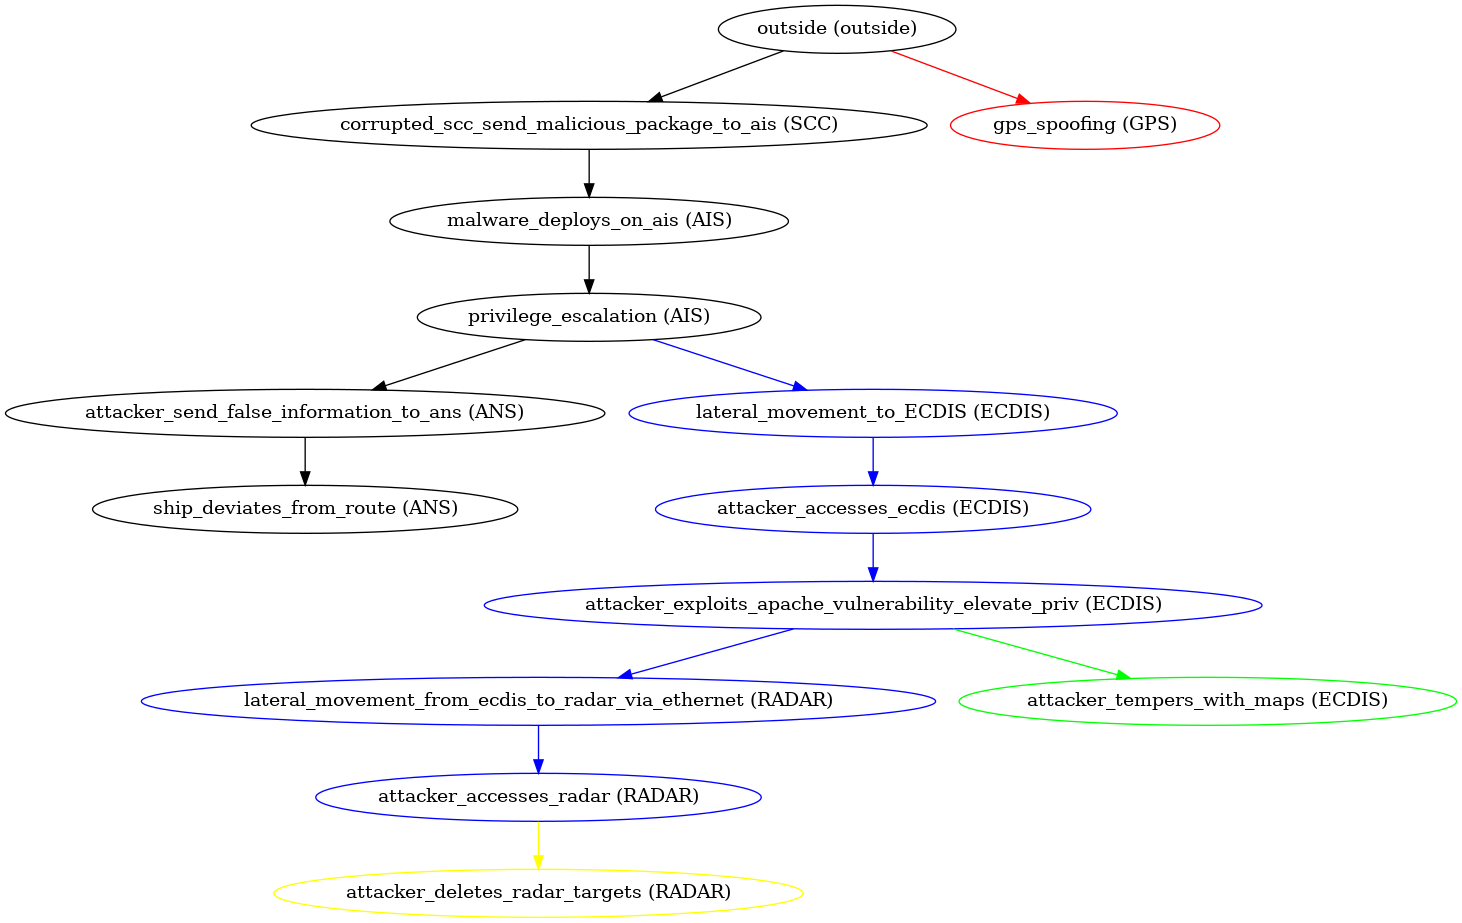 outside (outside)
corrupted_scc_send_malicious_package_to_ais (SCC)
gps_spoofing (GPS)
malware_deploys_on_ais (AIS)
privilege_escalation (AIS)
attacker_send_false_information_to_ans (ANS)
lateral_movement_to_ECDIS (ECDIS)
ship_deviates_from_route (ANS)
attacker_accesses_ecdis (ECDIS)
attacker_exploits_apache_vulnerability_elevate_priv (ECDIS)
lateral_movement_from_ecdis_to_radar_via_ethernet (RADAR)
attacker_tempers_with_maps (ECDIS)
attacker_accesses_radar (RADAR)
attacker_deletes_radar_targets (RADAR)